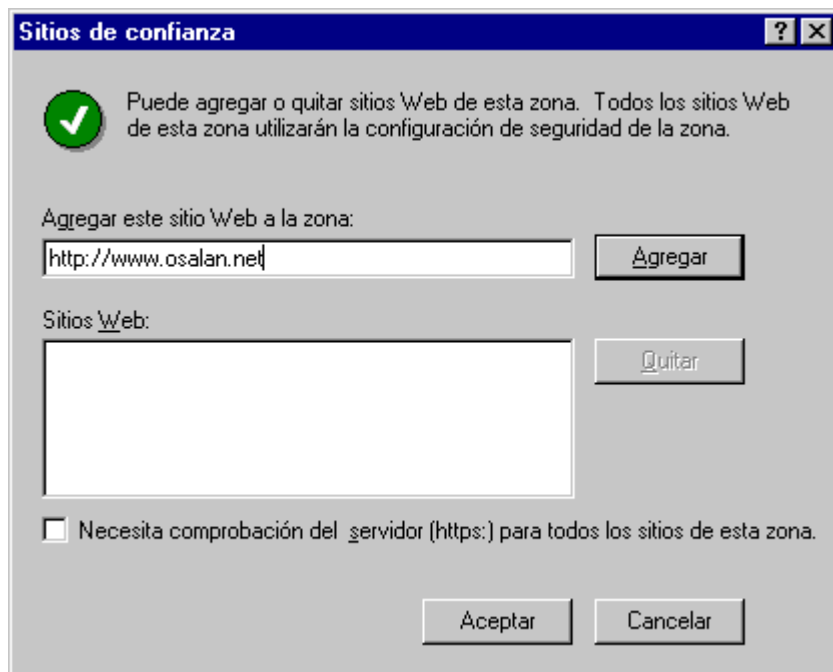 Sitios de confianza
Puede agregar o quitar sitios Web de esta zona. Todos los sitios Web
de esta zona utilizarán la configuración de seguridad de la zona.
Agregar este sitio Web a la zona:
http://www.osalan.net
Agregar
Sitios Web:
Quitar
Necesita comprobación del servidor (https:) para todos los sitios de esta zona.
Aceptar
Cancelar